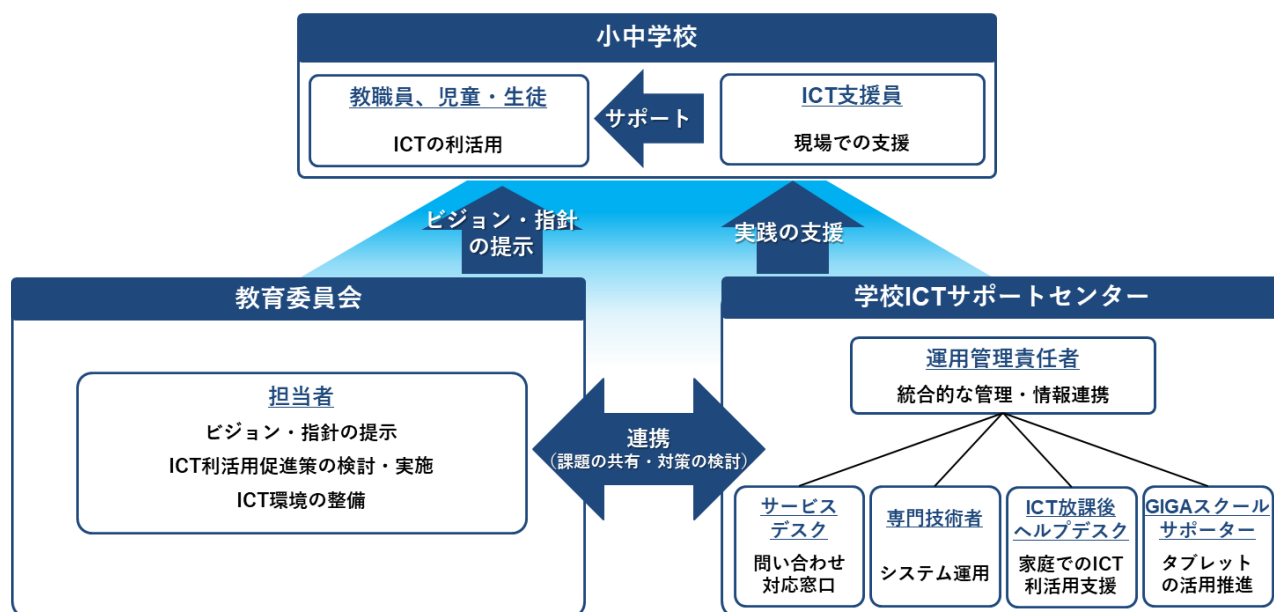 小中学校
教職員、児童・生徒
ICTの利活用
サポート
ICT支援員
現場での支援
ビジョン・指針
の提示
実践の支援
教育委員会
担当者
ビジョン・指針の提示
ICT利活用促進策の検討・実施
ICT環境の整備
連携
（課題の共有・対策の検討）
学校ICTサポートセンター
運用管理責任者
統合的な管理・情報連携
サービス
デスク
問い合わせ
対応窓口
専門技術者
システム運用
ICT放課後
ヘルプデスク
家庭でのICT
利活用支援
GIGAスクール
サポーター
タブレット
の活用推進